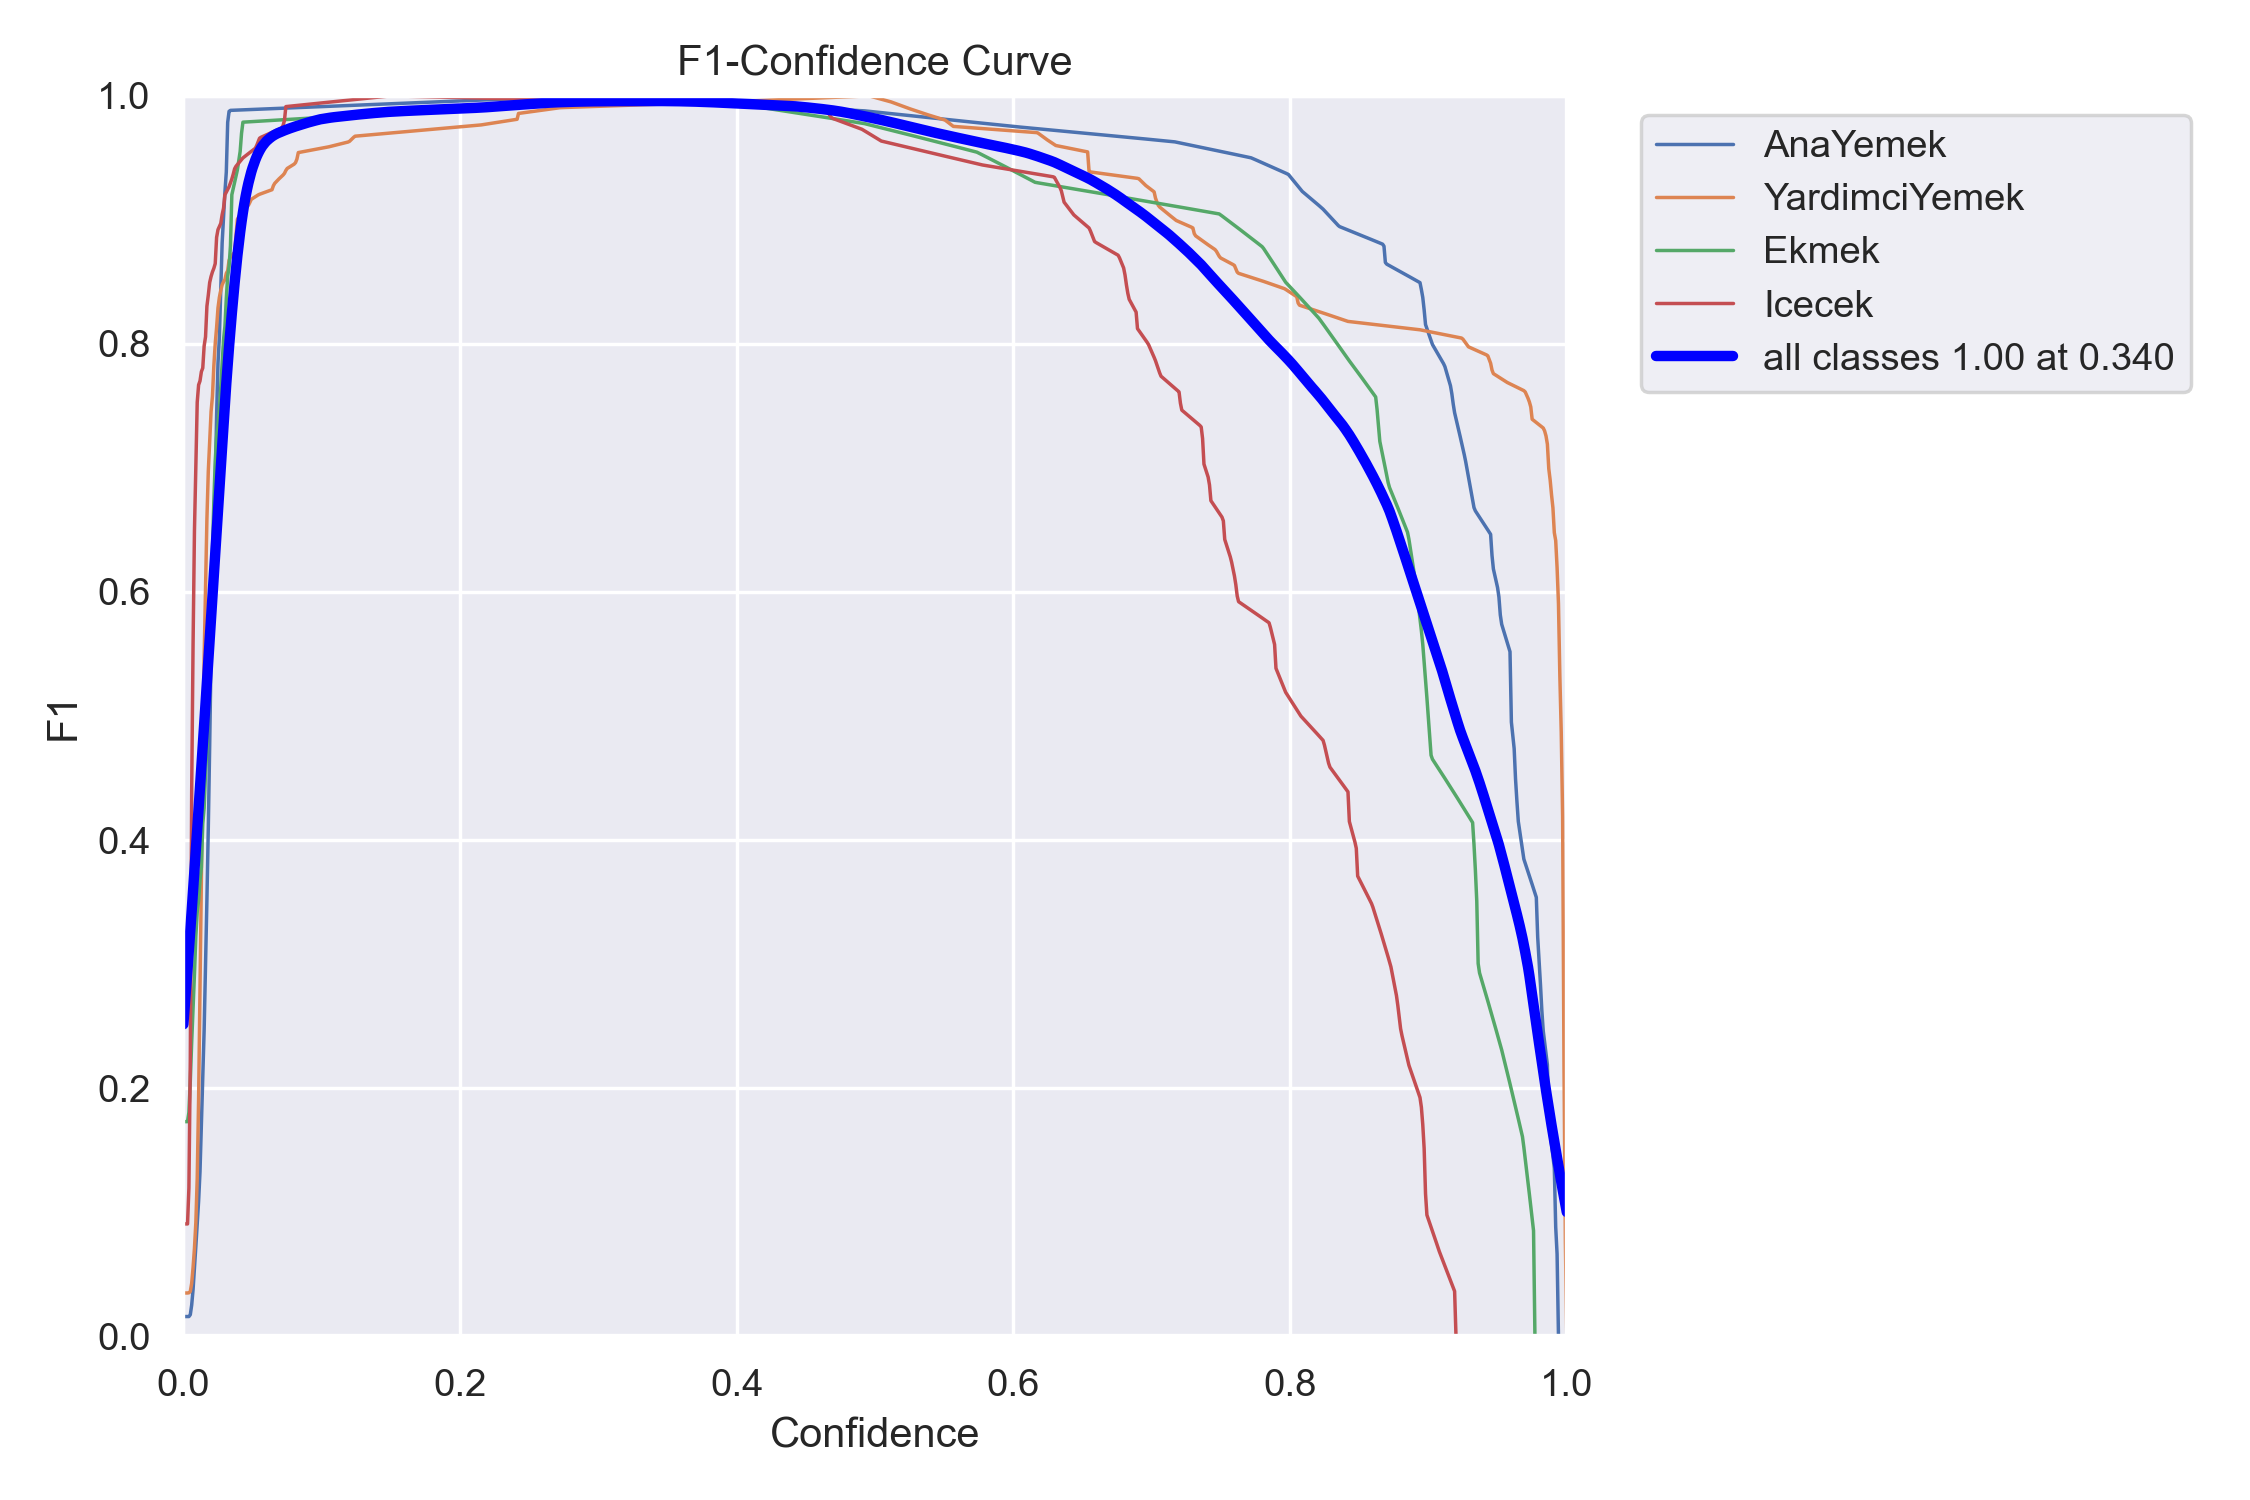 F1-Confidence Curve
1.0
0.8
0.6
0.4
0.2
0.0
F1
0.0 0.2 0.4 0.6 0.8 1.0
Confidence
AnaYemek
YardimciYemek
Ekmek
Icecek
all classes 1.00 at 0.340